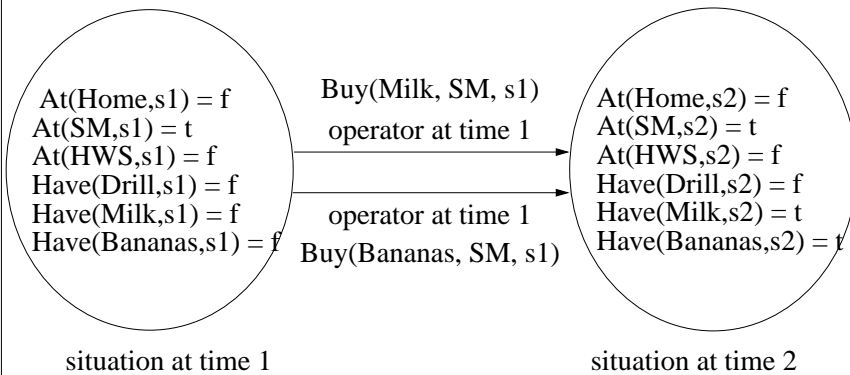 At(Home,s1) = f
At(SM,s1) = t
At(HWS,s1) = f
Have(Drill,s1) = f
Have(Milk,s1) = f
Have(Bananas,s1) = f
Buy(Milk, SM, s1)
operator at time 1
operator at time 1
Buy(Bananas, SM, s1)
At(Home,s2) = f
At(SM,s2) = t
At(HWS,s2) = f
Have(Drill,s2) = f
Have(Milk,s2) = t
Have(Bananas,s2) = t
situation at time 1
situation at time 2